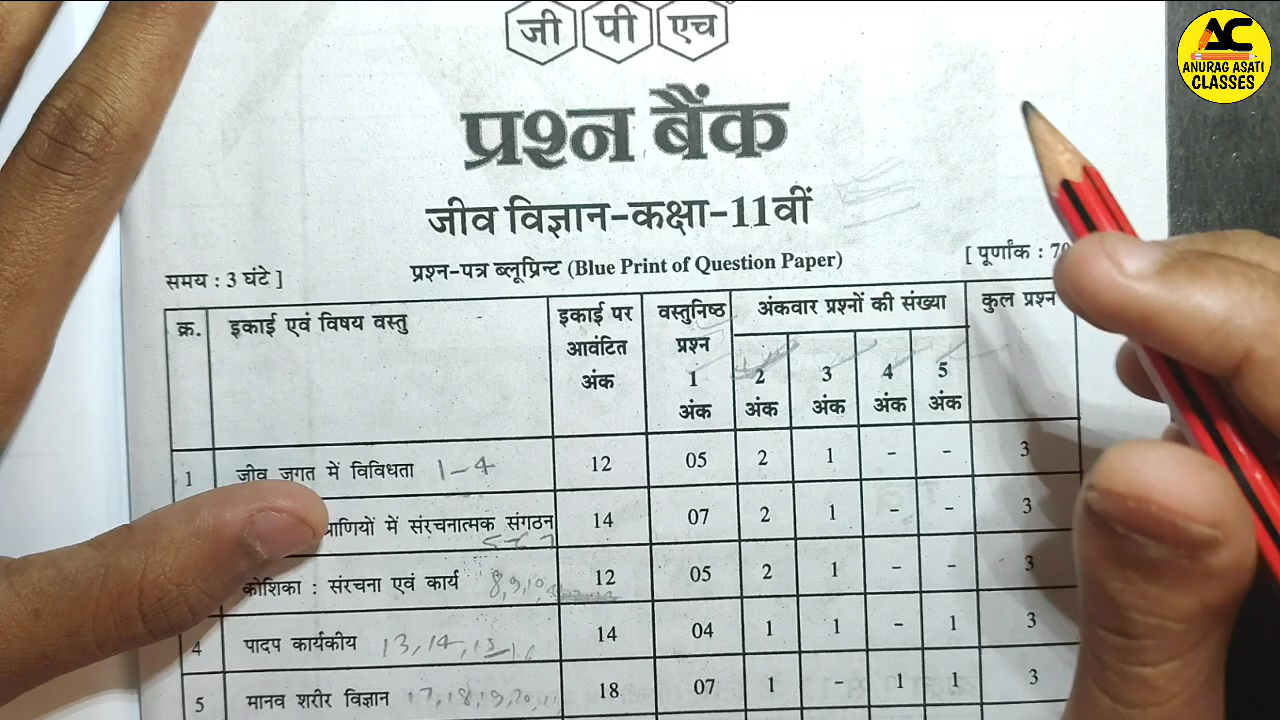 जी पी एच
AC
ANURAG ASATI
CLASSES
प्रश्न बैंक
जीव विज्ञान-कक्षा-11वीं
समय : 3 घंटे ]
प्रश्न-पत्र ब्लूप्रिन्ट (Blue Print of Question Paper)
[ पूर्णांक : 70
क्र. इकाई एवं विषय वस्तु इकाई पर आवंटित अंक वस्तुनिष्ठ प्रश्न 1 अंक अंकवार प्रश्नों की संख्या कुल प्रश्न
2 अंक 3 अंक 4 अंक 5 अंक
1 जीव जगत में विविधता 1-4 12 05 2 1 - - 3
प्राणियों में संरचनात्मक संगठन 14 07 2 1 - - 3
कोशिका : संरचना एवं कार्य 8,9,10 12 05 2 1 - - 3
4 पादप कार्यकीय 13,14,15,16 14 04 1 1 - 1 3
5 मानव शरीर विज्ञान 17,18,19,20 18 07 1 - 1 1 3